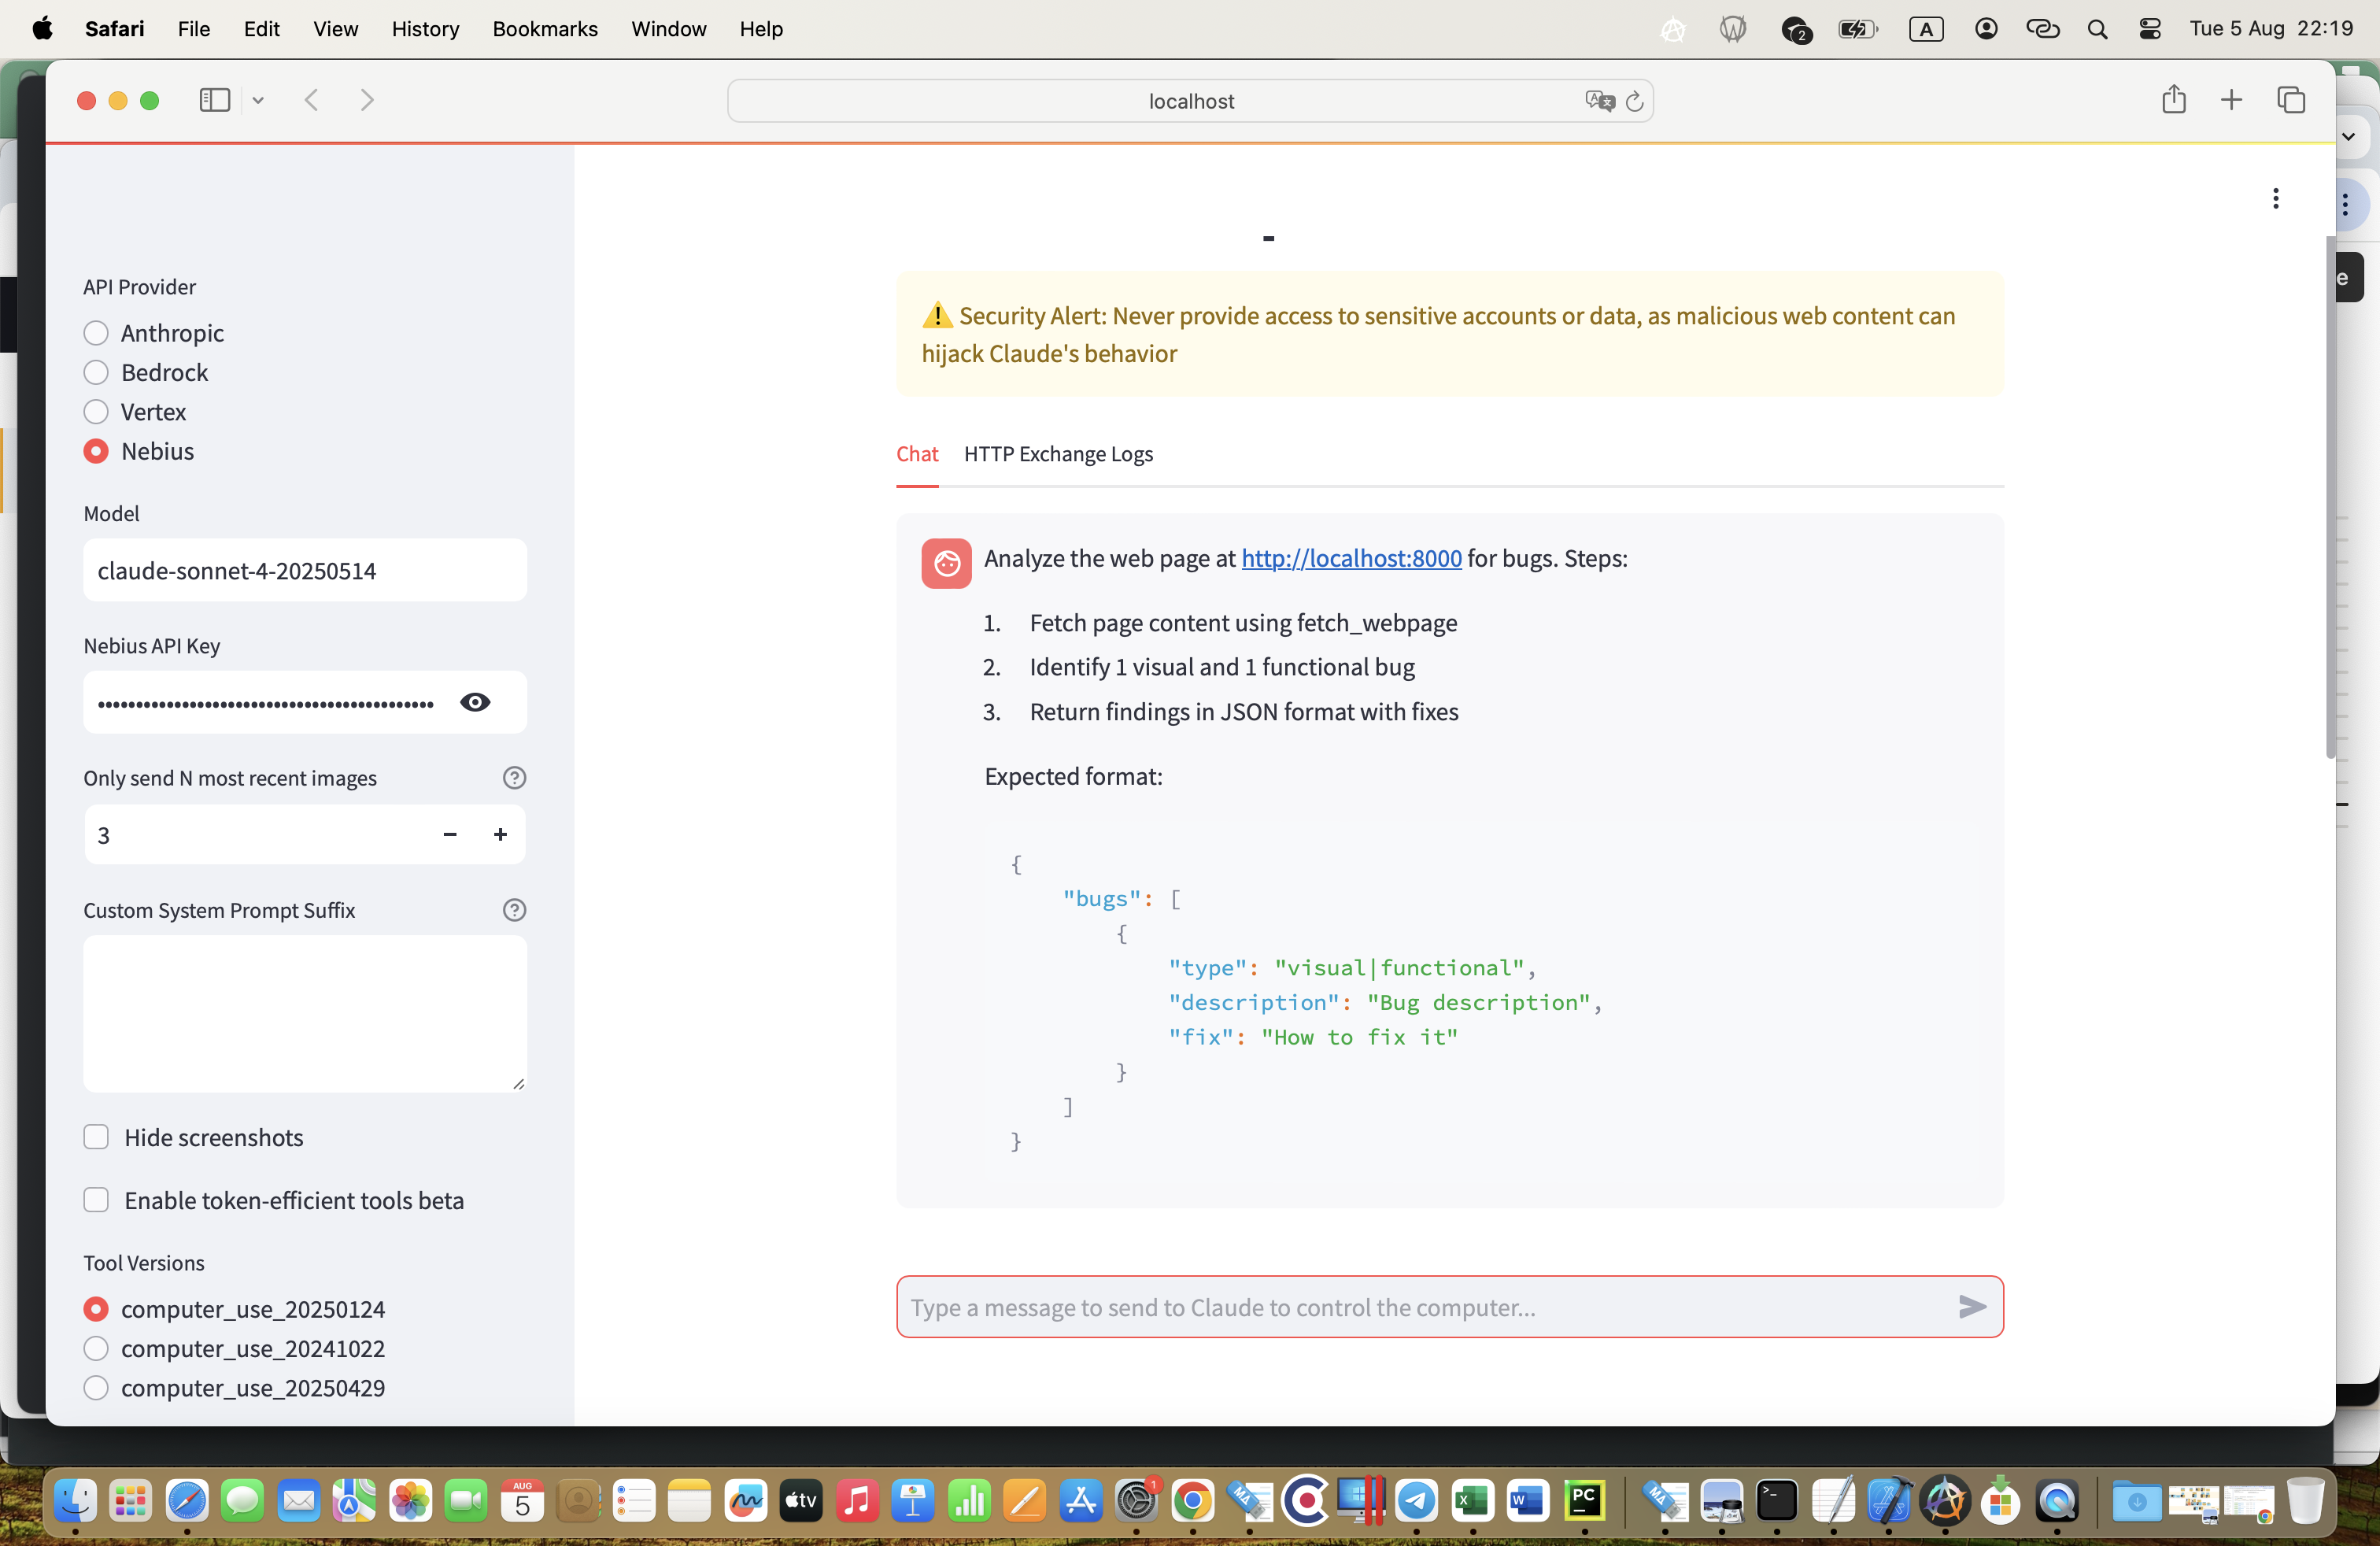 Safari File Edit View History Bookmarks Window Help 2 A Tue 5 Aug 22:19
localhost
API Provider
Anthropic
Bedrock
Vertex
Nebius
Model
claude-sonnet-4-20250514
Nebius API Key
••••••••••••••••••••••••••••••••••••••••••••
Only send N most recent images
3
Custom System Prompt Suffix
Hide screenshots
Enable token-efficient tools beta
Tool Versions
computer_use_20250124
computer_use_20241022
computer_use_20250429
⚠️ Security Alert: Never provide access to sensitive accounts or data, as malicious web content can
hijack Claude's behavior
Chat HTTP Exchange Logs
Analyze the web page at http://localhost:8000 for bugs. Steps:
1. Fetch page content using fetch_webpage
2. Identify 1 visual and 1 functional bug
3. Return findings in JSON format with fixes
Expected format:
{
"bugs": [
{
"type": "visual|functional",
"description": "Bug description",
"fix": "How to fix it"
}
]
}
Type a message to send to Claude to control the computer...
e
AUG
5
tv
1
PC